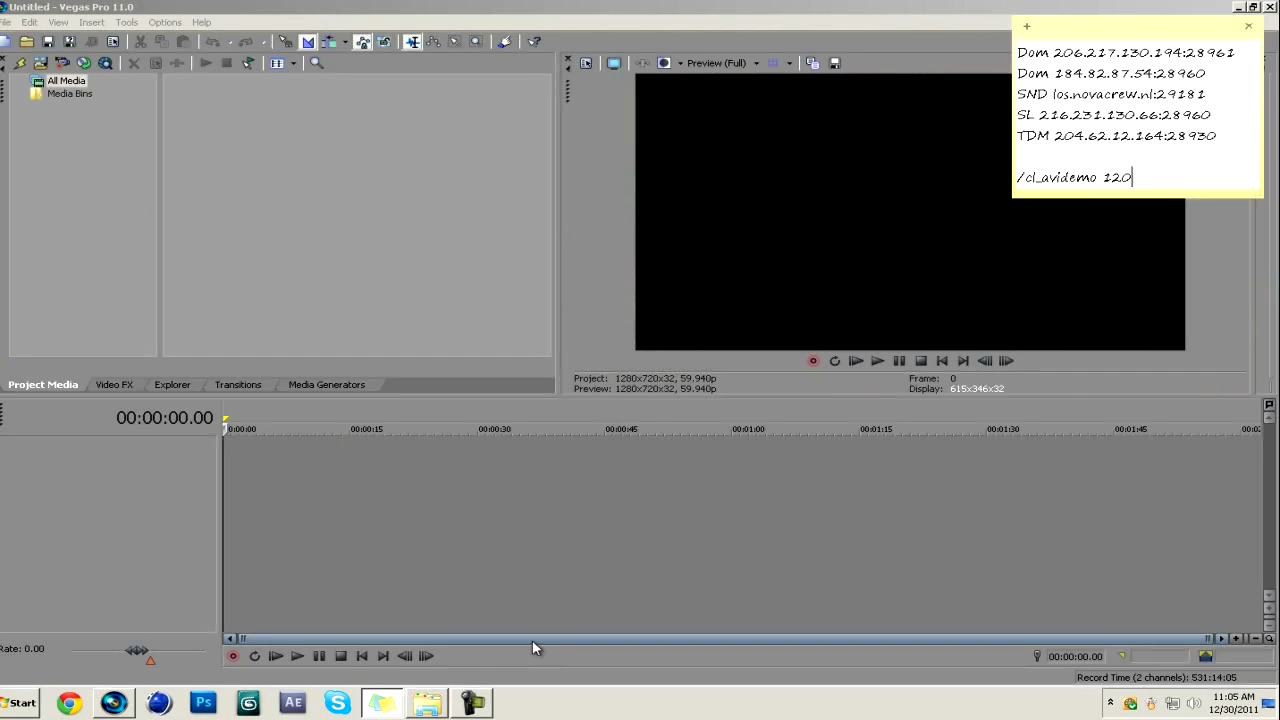 Untitled - Vegas Pro 11.0
File Edit View Insert Tools Options Help
Dom 206.217.130.194:28961
Dom 184.82.87.54:28960
SND los.novacrew.nl:29181
SL 216.231.130.66:28960
TDM 204.62.12.164:28930
/cl_avidemo 120
All Media
Media Bins
Preview (Full)
Project Media Video FX Explorer Transitions Media Generators
Project: 1280x720x32, 59.940p
Preview: 1280x720x32, 59.940p
Frame: 0
Display: 615x346x32
00:00:00.00
0:00:00 00:00:15 00:00:30 00:00:45 00:01:00 00:01:15 00:01:30 00:01:45 00:02
Rate: 0.00
00:00:00.00
Record Time (2 channels): 531:14:05
Start
Ps
AE
11:05 AM
12/30/2011